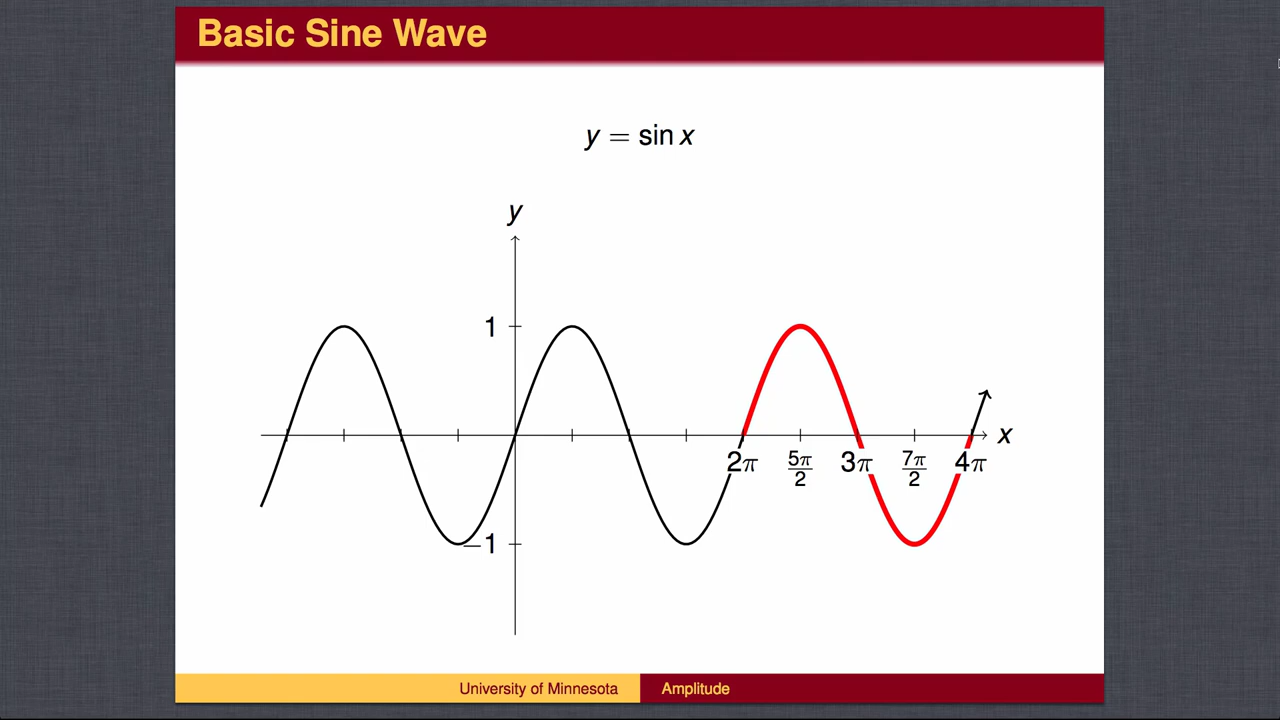 Basic Sine Wave
y = sin x
y
1
x
2π 5π/2 3π 7π/2 4π
−1
University of Minnesota Amplitude